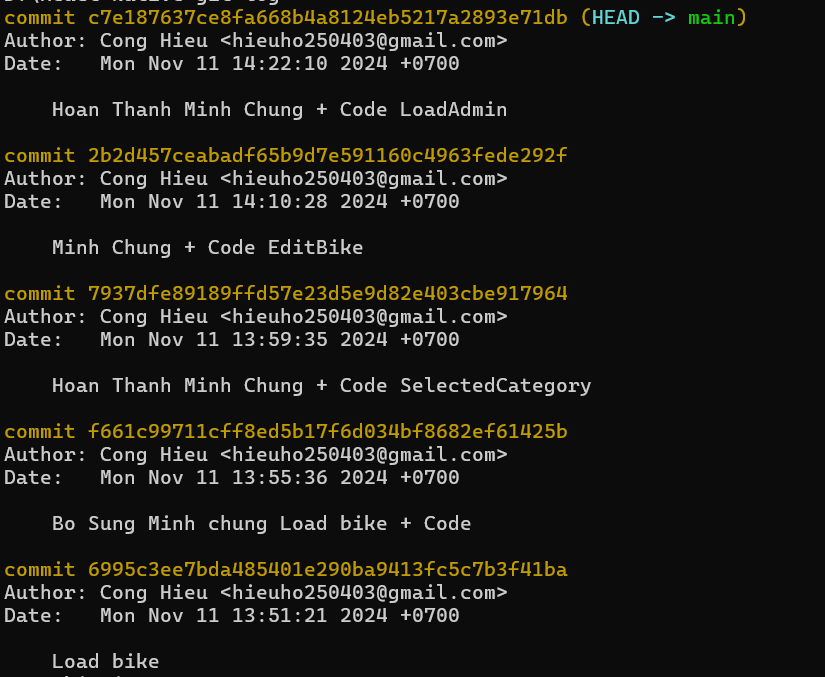 commit c7e187637ce8fa668b4a8124eb5217a2893e71db (HEAD -> main)
Author: Cong Hieu <hieuho250403@gmail.com>
Date:   Mon Nov 11 14:22:10 2024 +0700
Hoan Thanh Minh Chung + Code LoadAdmin
commit 2b2d457ceabadf65b9d7e591160c4963fede292f
Author: Cong Hieu <hieuho250403@gmail.com>
Date:   Mon Nov 11 14:10:28 2024 +0700
Minh Chung + Code EditBike
commit 7937dfe89189ffd57e23d5e9d82e403cbe917964
Author: Cong Hieu <hieuho250403@gmail.com>
Date:   Mon Nov 11 13:59:35 2024 +0700
Hoan Thanh Minh Chung + Code SelectedCategory
commit f661c99711cff8ed5b17f6d034bf8682ef61425b
Author: Cong Hieu <hieuho250403@gmail.com>
Date:   Mon Nov 11 13:55:36 2024 +0700
Bo Sung Minh chung Load bike + Code
commit 6995c3ee7bda485401e290ba9413fc5c7b3f41ba
Author: Cong Hieu <hieuho250403@gmail.com>
Date:   Mon Nov 11 13:51:21 2024 +0700
Load bike